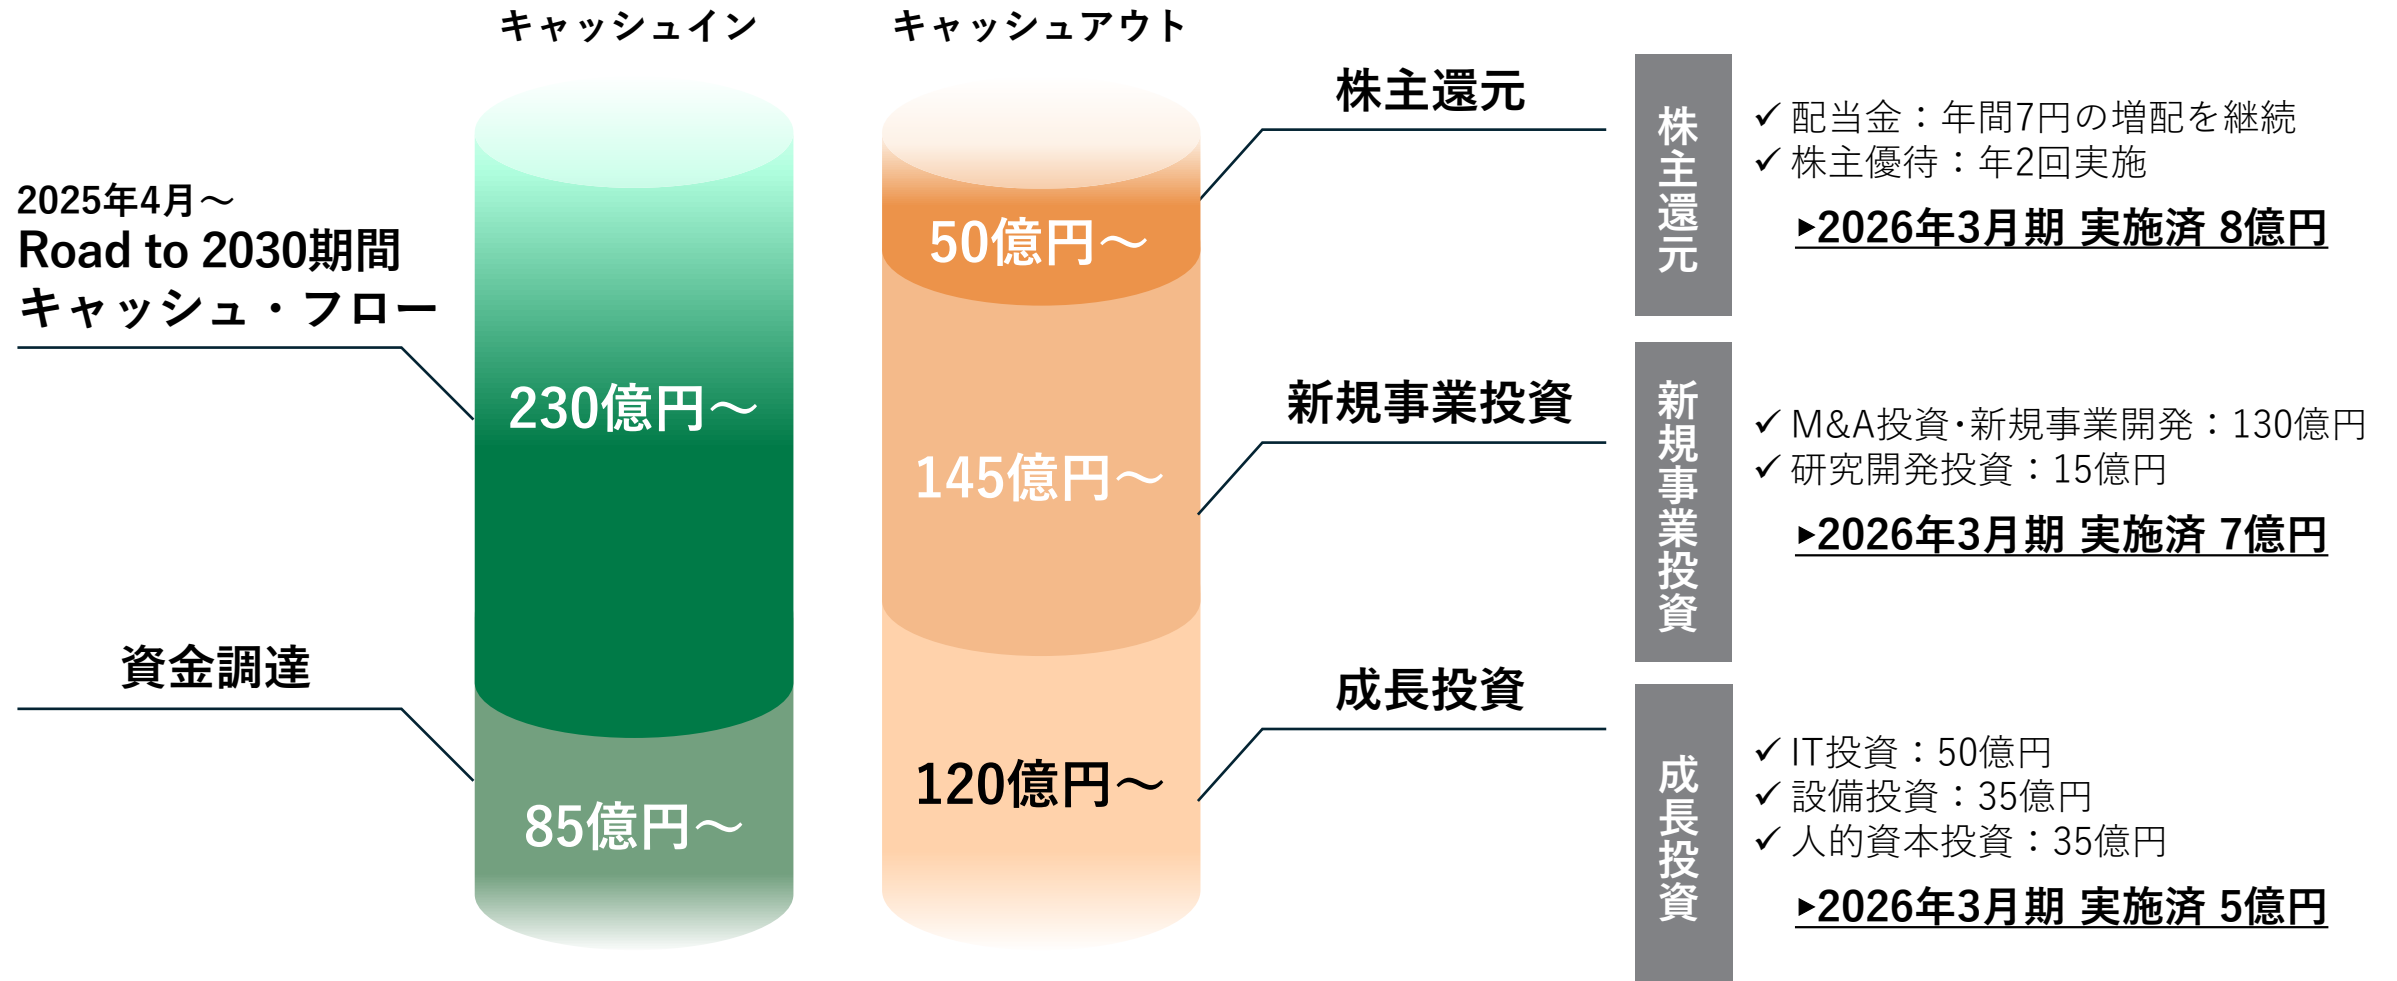 キャッシュイン
キャッシュアウト
2025年4月～
Road to 2030期間
キャッシュ・フロー
230億円～
資金調達
85億円～
株主還元
50億円～
新規事業投資
145億円～
成長投資
120億円～
株主還元
✓ 配当金：年間7円の増配を継続
✓ 株主優待：年2回実施
▶2026年3月期 実施済 8億円
新規事業投資
✓ M&A投資･新規事業開発：130億円
✓ 研究開発投資：15億円
▶2026年3月期 実施済 7億円
成長投資
✓ IT投資：50億円
✓ 設備投資：35億円
✓ 人的資本投資：35億円
▶2026年3月期 実施済 5億円